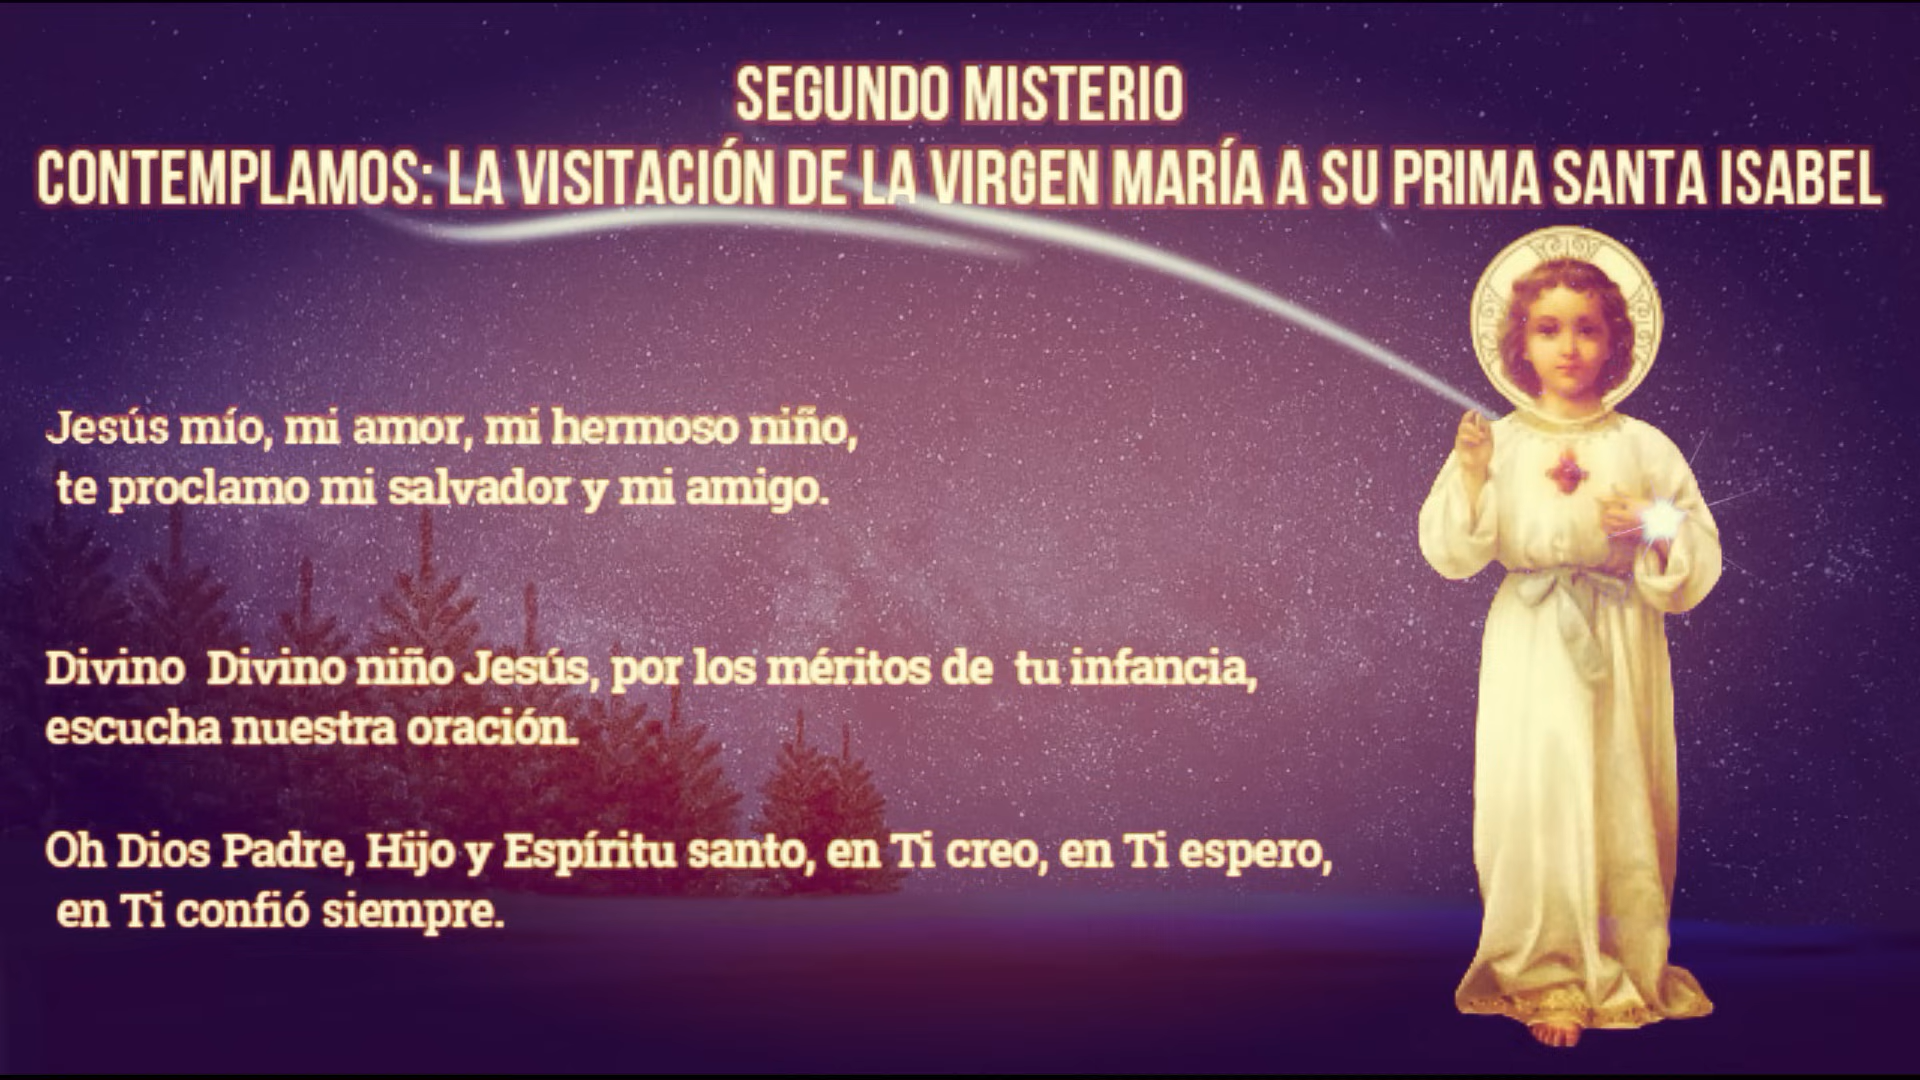 SEGUNDO MISTERIO
CONTEMPLAMOS: LA VISITACIÓN DE LA VIRGEN MARÍA A SU PRIMA SANTA ISABEL
Jesús mío, mi amor, mi hermoso niño,
te proclamo mi salvador y mi amigo.
Divino Divino niño Jesús, por los méritos de tu infancia,
escucha nuestra oración.
Oh Dios Padre, Hijo y Espíritu santo, en Ti creo, en Ti espero,
en Ti confió siempre.